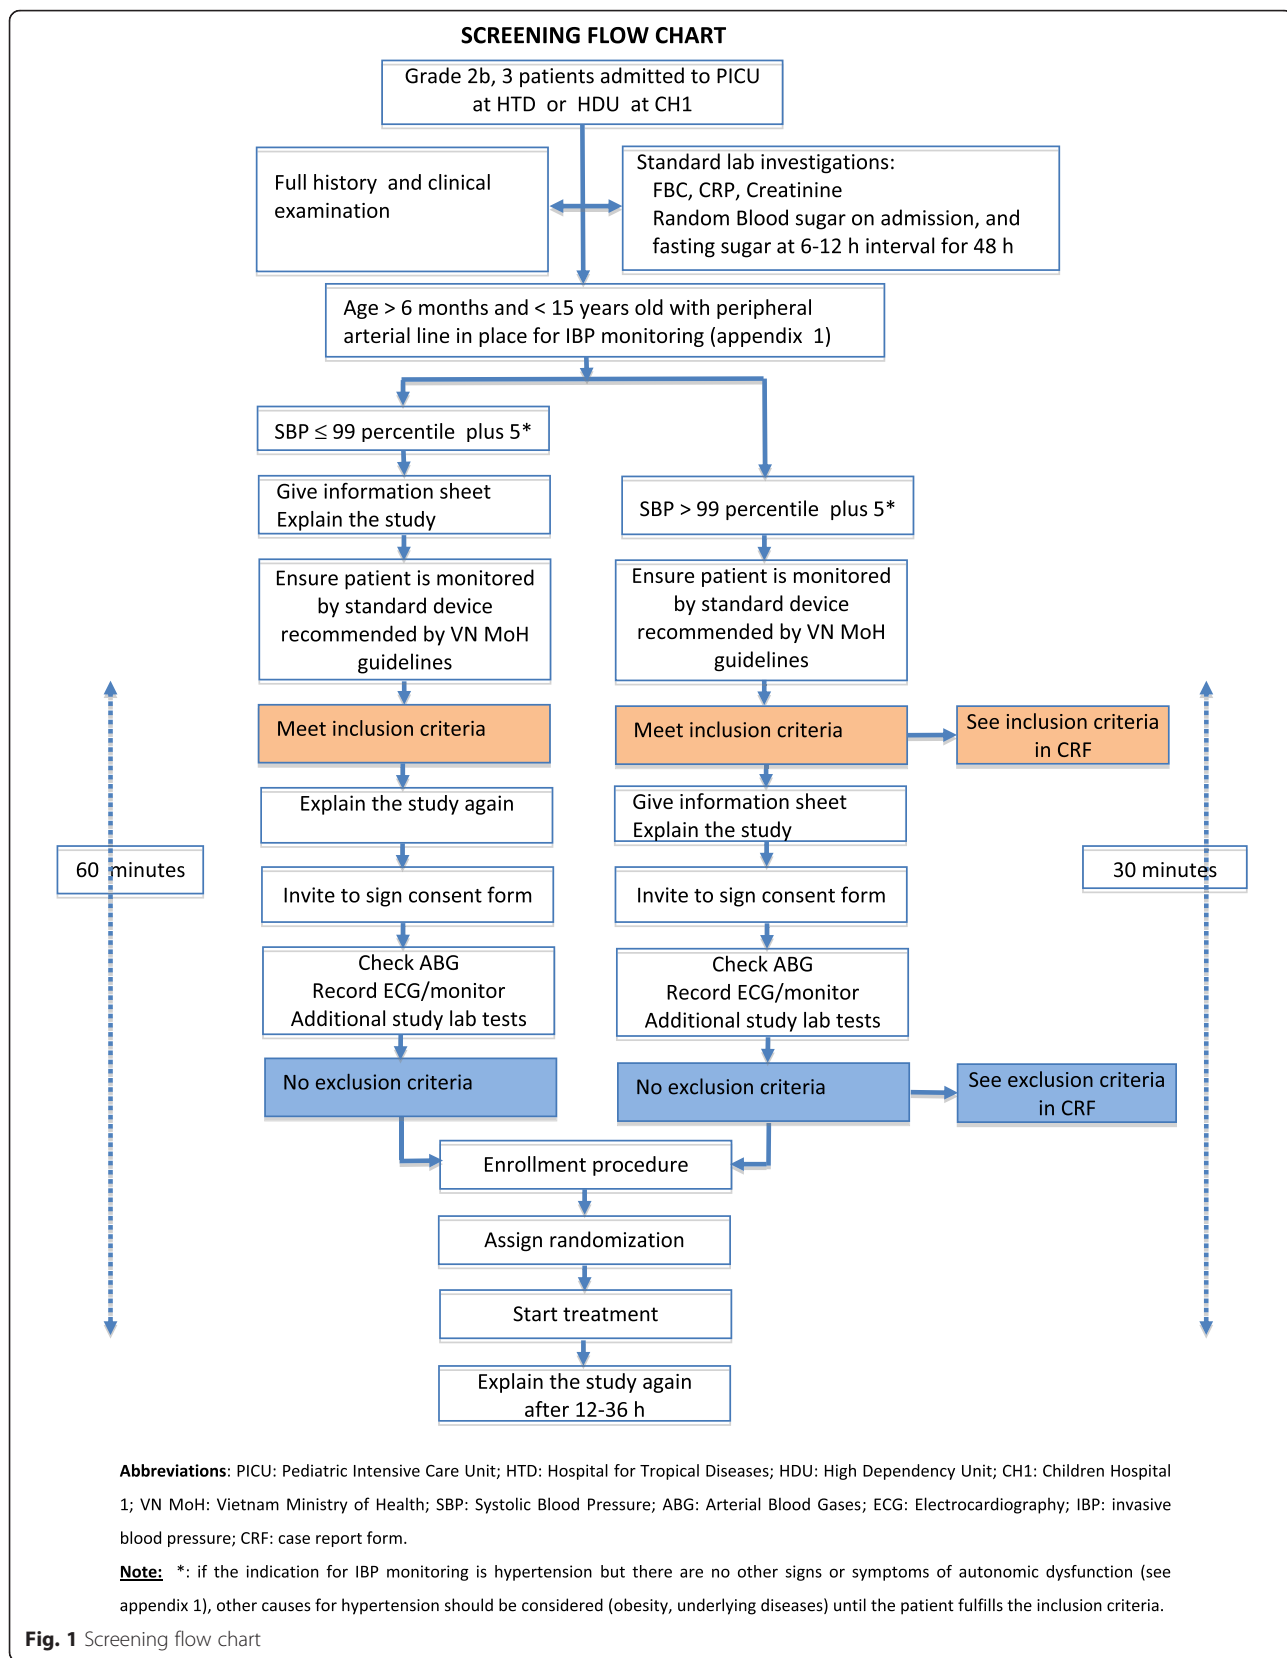 SCREENING FLOW CHART
Grade 2b, 3 patients admitted to PICU
at HTD or HDU at CH1
Full history and clinical
examination
Standard lab investigations:
FBC, CRP, Creatinine
Random Blood sugar on admission, and
fasting sugar at 6-12 h interval for 48 h
Age > 6 months and < 15 years old with peripheral
arterial line in place for IBP monitoring (appendix 1)
SBP ≤ 99 percentile plus 5*
Give information sheet
Explain the study
Ensure patient is monitored
by standard device
recommended by VN MoH
guidelines
Meet inclusion criteria
Explain the study again
Invite to sign consent form
Check ABG
Record ECG/monitor
Additional study lab tests
No exclusion criteria
60 minutes
SBP > 99 percentile plus 5*
Ensure patient is monitored
by standard device
recommended by VN MoH
guidelines
Meet inclusion criteria
See inclusion criteria
in CRF
Give information sheet
Explain the study
Invite to sign consent form
Check ABG
Record ECG/monitor
Additional study lab tests
No exclusion criteria
See exclusion criteria
in CRF
30 minutes
Enrollment procedure
Assign randomization
Start treatment
Explain the study again
after 12-36 h
Abbreviations: PICU: Pediatric Intensive Care Unit; HTD: Hospital for Tropical Diseases; HDU: High Dependency Unit; CH1: Children Hospital
1; VN MoH: Vietnam Ministry of Health; SBP: Systolic Blood Pressure; ABG: Arterial Blood Gases; ECG: Electrocardiography; IBP: invasive
blood pressure; CRF: case report form.
Note: *: if the indication for IBP monitoring is hypertension but there are no other signs or symptoms of autonomic dysfunction (see
appendix 1), other causes for hypertension should be considered (obesity, underlying diseases) until the patient fulfills the inclusion criteria.
Fig. 1 Screening flow chart